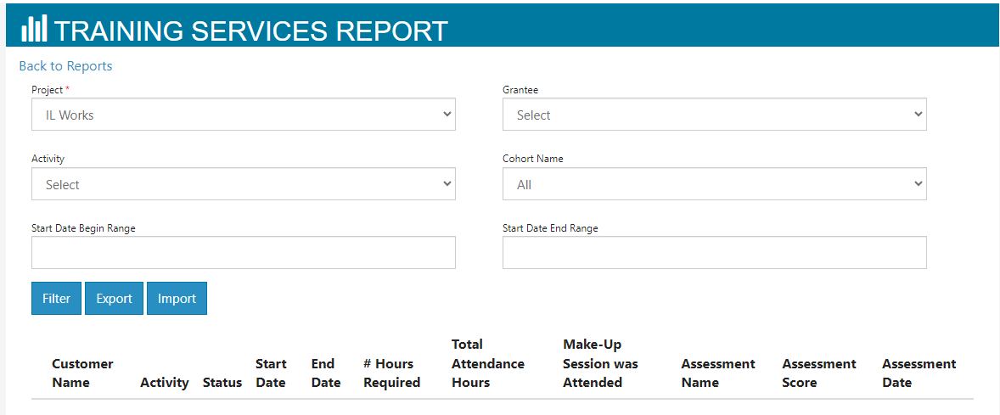 TRAINING SERVICES REPORT
Back to Reports
Project *
IL Works
Grantee
Select
Activity
Select
Cohort Name
All
Start Date Begin Range
Start Date End Range
Filter
Export
Import
Customer
Name
Activity
Status
Start
Date
End
Date
# Hours
Required
Total
Attendance
Hours
Make-Up
Session was
Attended
Assessment
Name
Assessment
Score
Assessment
Date